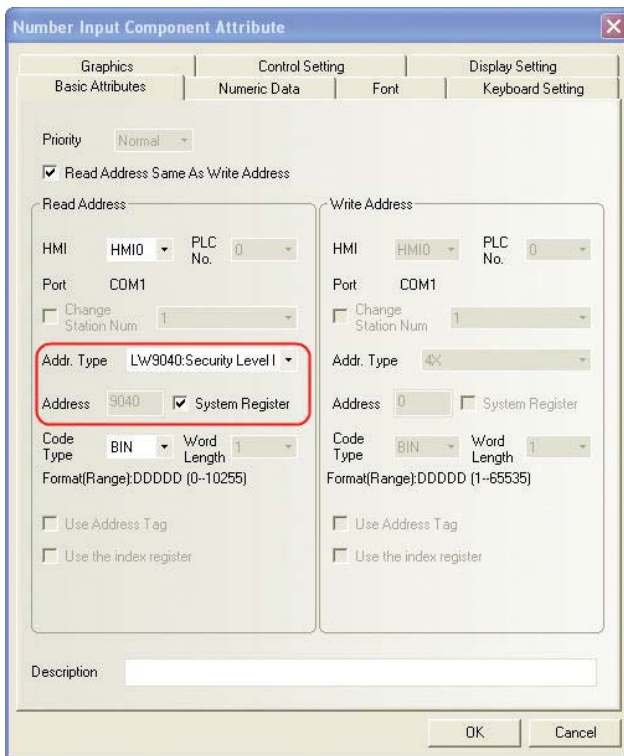 Number Input Component Attribute
Graphics Control Setting Display Setting
Basic Attributes Numeric Data Font Keyboard Setting
Priority Normal
Read Address Same As Write Address
Read Address
HMI HMI0 PLC No. 0
Port COM1
Change Station Num 1
Addr. Type LW9040:Security Level I
Address 9040 System Register
Code Type BIN Word Length 1
Format(Range):DDDDD (0--10255)
Use Address Tag
Use the index register
Write Address
HMI HMI0 PLC No. 0
Port COM1
Change Station Num 1
Addr. Type 4X
Address 0 System Register
Code Type BIN Word Length 1
Format(Range):DDDDD (1--65535)
Use Address Tag
Use the index register
Description
OK Cancel